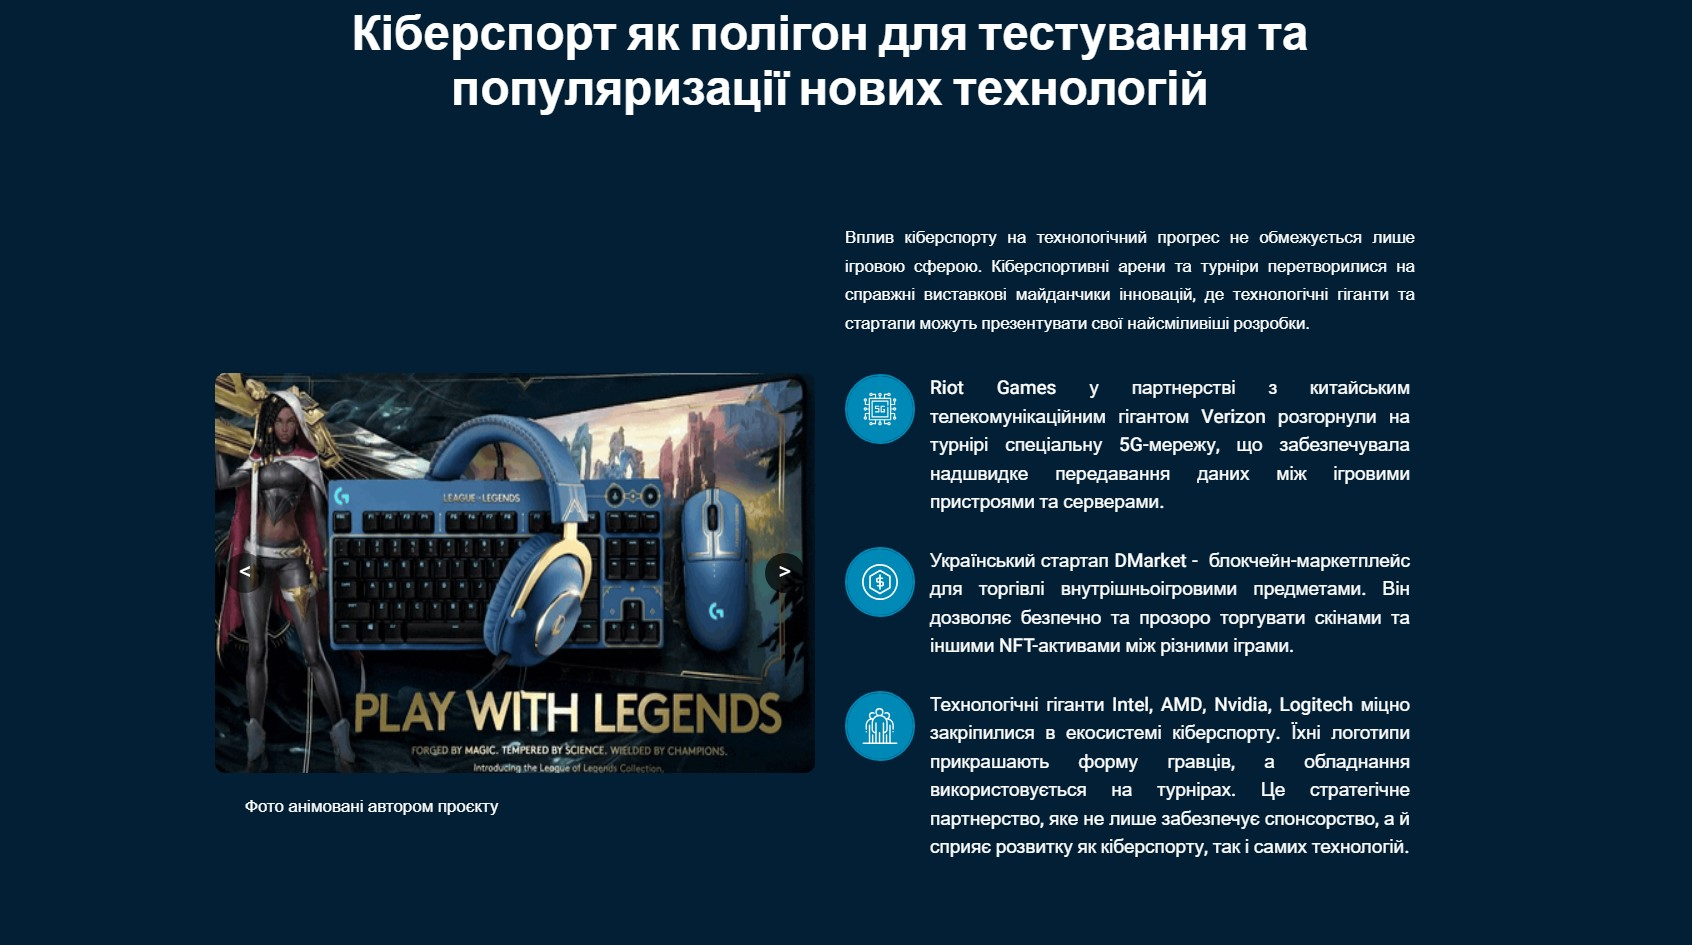 Кіберспорт як полігон для тестування та
популяризації нових технологій
Вплив кіберспорту на технологічний прогрес не обмежується лише
ігровою сферою. Кіберспортивні арени та турніри перетворилися на
справжні виставкові майданчики інновацій, де технологічні гіганти та
стартапи можуть презентувати свої найсміливіші розробки.
5G
Riot Games у партнерстві з китайським
телекомунікаційним гігантом Verizon розгорнули на
турнірі спеціальну 5G-мережу, що забезпечувала
надшвидке передавання даних між ігровими
пристроями та серверами.
$
Український стартап DMarket - блокчейн-маркетплейс
для торгівлі внутрішньоігровими предметами. Він
дозволяє безпечно та прозоро торгувати скінами та
іншими NFT-активами між різними іграми.
Технологічні гіганти Intel, AMD, Nvidia, Logitech міцно
закріпилися в екосистемі кіберспорту. Їхні логотипи
прикрашають форму гравців, а обладнання
використовується на турнірах. Це стратегічне
партнерство, яке не лише забезпечує спонсорство, а й
сприяє розвитку як кіберспорту, так і самих технологій.
LEAGUE OF LEGENDS
< >
PLAY WITH LEGENDS
FORGED BY MAGIC. TEMPERED BY SCIENCE. WIELDED BY CHAMPIONS.
Introducing the League of Legends Collection.
Фото анімовані автором проєкту